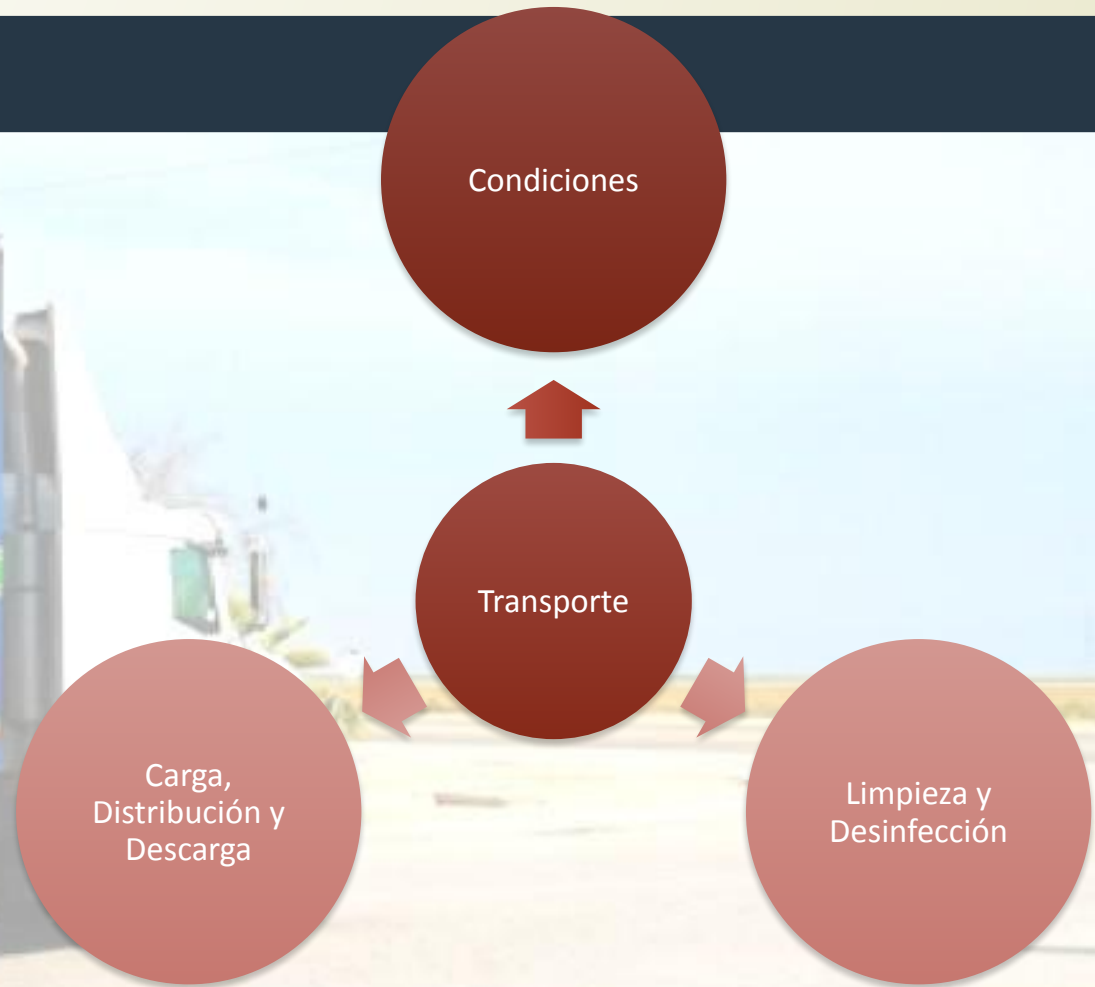 Condiciones
Transporte
Carga,
Distribución y
Descarga
Limpieza y
Desinfección